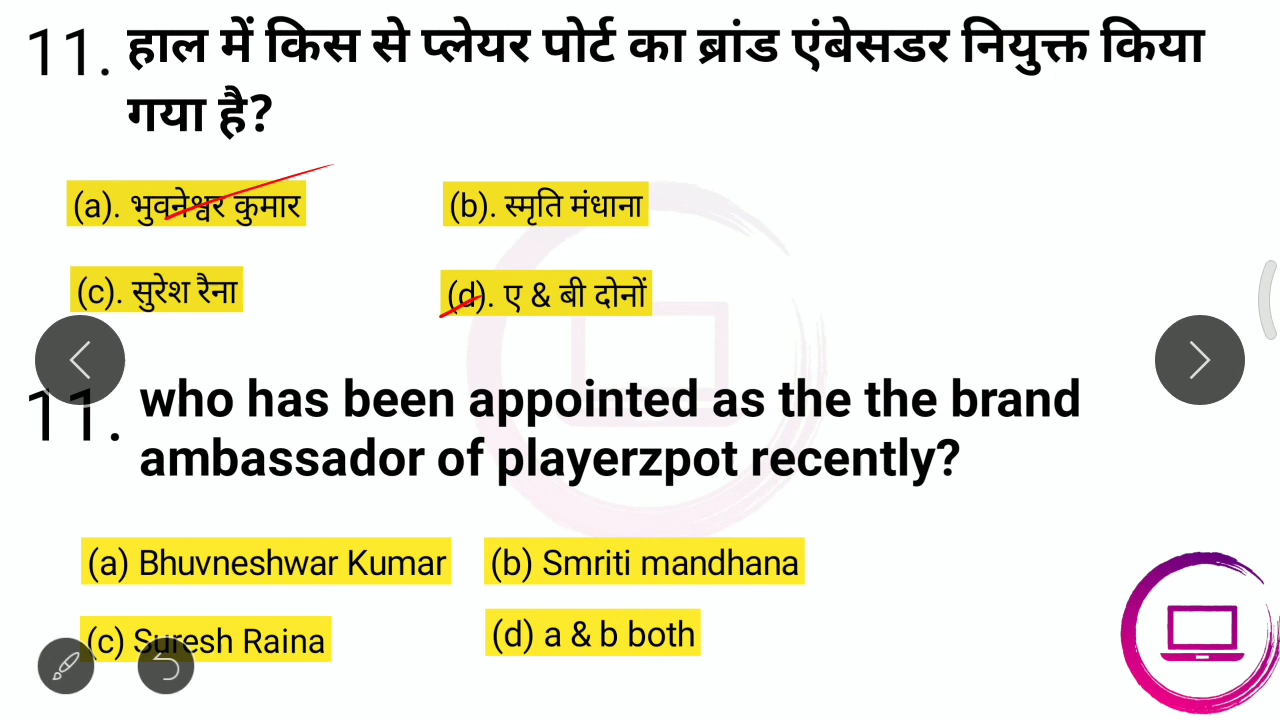 11. हाल में किस से प्लेयर पोर्ट का ब्रांड एंबेसडर नियुक्त किया
गया है?
(a). भुवनेश्वर कुमार (b). स्मृति मंधाना
(c). सुरेश रैना (d). ए & बी दोनों
11. who has been appointed as the the brand
ambassador of playerzpot recently?
(a) Bhuvneshwar Kumar (b) Smriti mandhana
(c) Suresh Raina (d) a & b both